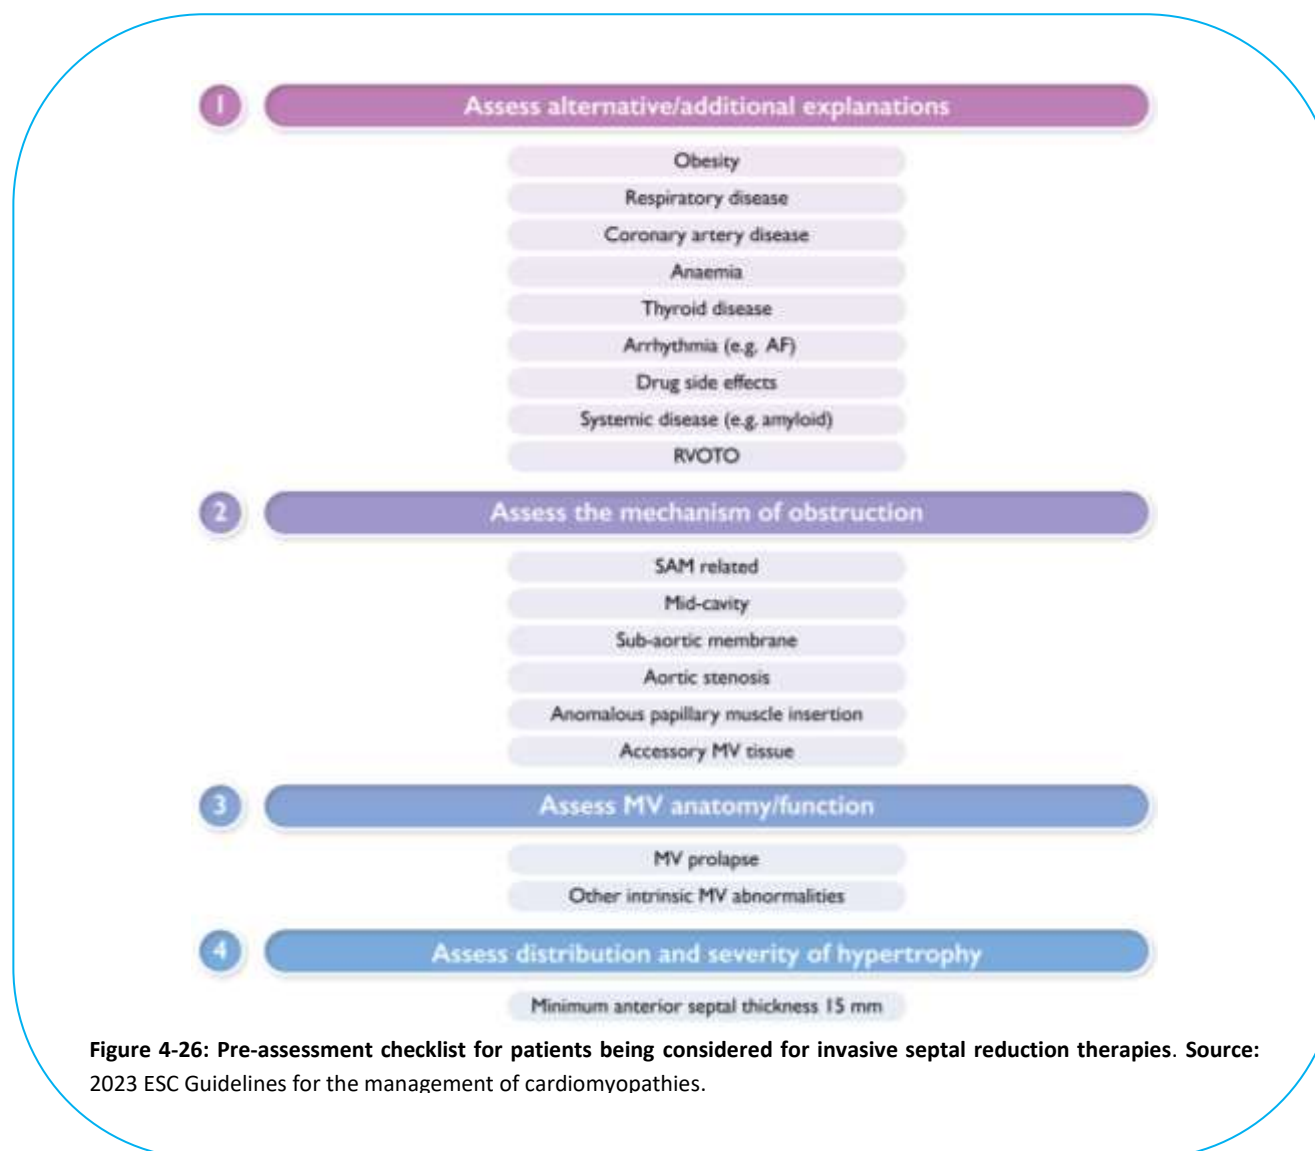 1 Assess alternative/additional explanations
Obesity
Respiratory disease
Coronary artery disease
Anaemia
Thyroid disease
Arrhythmia (e.g. AF)
Drug side effects
Systemic disease (e.g. amyloid)
RVOTO
2 Assess the mechanism of obstruction
SAM related
Mid-cavity
Sub-aortic membrane
Aortic stenosis
Anomalous papillary muscle insertion
Accessory MV tissue
3 Assess MV anatomy/function
MV prolapse
Other intrinsic MV abnormalities
4 Assess distribution and severity of hypertrophy
Minimum anterior septal thickness 15 mm
Figure 4-26: Pre-assessment checklist for patients being considered for invasive septal reduction therapies. Source:
2023 ESC Guidelines for the management of cardiomyopathies.